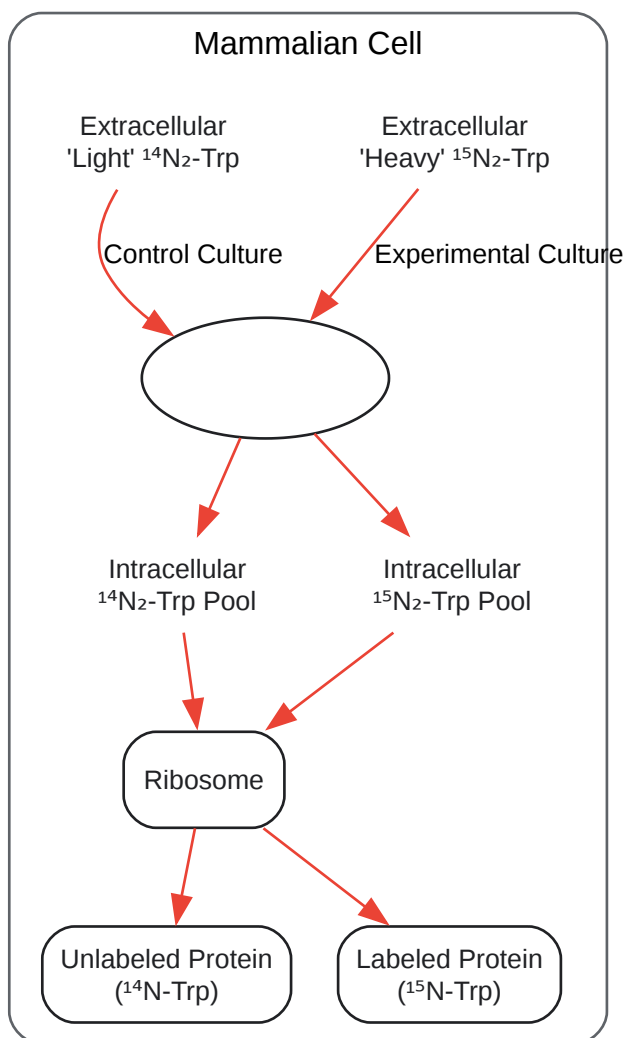 Mammalian Cell
Extracellular
'Light' ¹⁴N₂-Trp
Extracellular
'Heavy' ¹⁵N₂-Trp
Control Culture
Experimental Culture
Intracellular
¹⁴N₂-Trp Pool
Intracellular
¹⁵N₂-Trp Pool
Ribosome
Unlabeled Protein
(¹⁴N-Trp)
Labeled Protein
(¹⁵N-Trp)